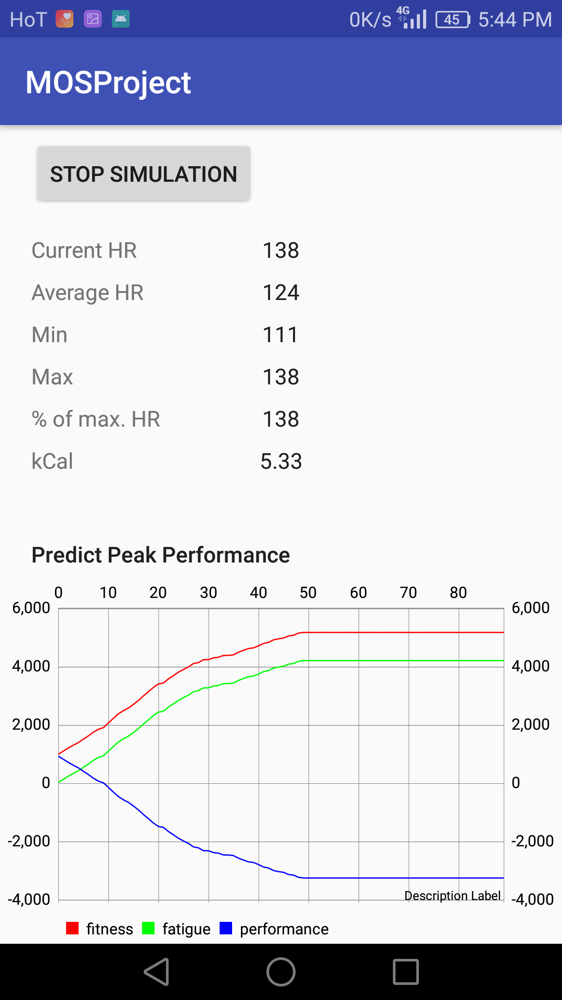 HoT 0K/s 4G 45 5:44 PM
MOSProject
STOP SIMULATION
Current HR 138
Average HR 124
Min 111
Max 138
% of max. HR 138
kCal 5.33
Predict Peak Performance
0 10 20 30 40 50 60 70 80
6,000 6,000
4,000 4,000
2,000 2,000
0 0
-2,000 -2,000
Description Label
-4,000 -4,000
fitness fatigue performance